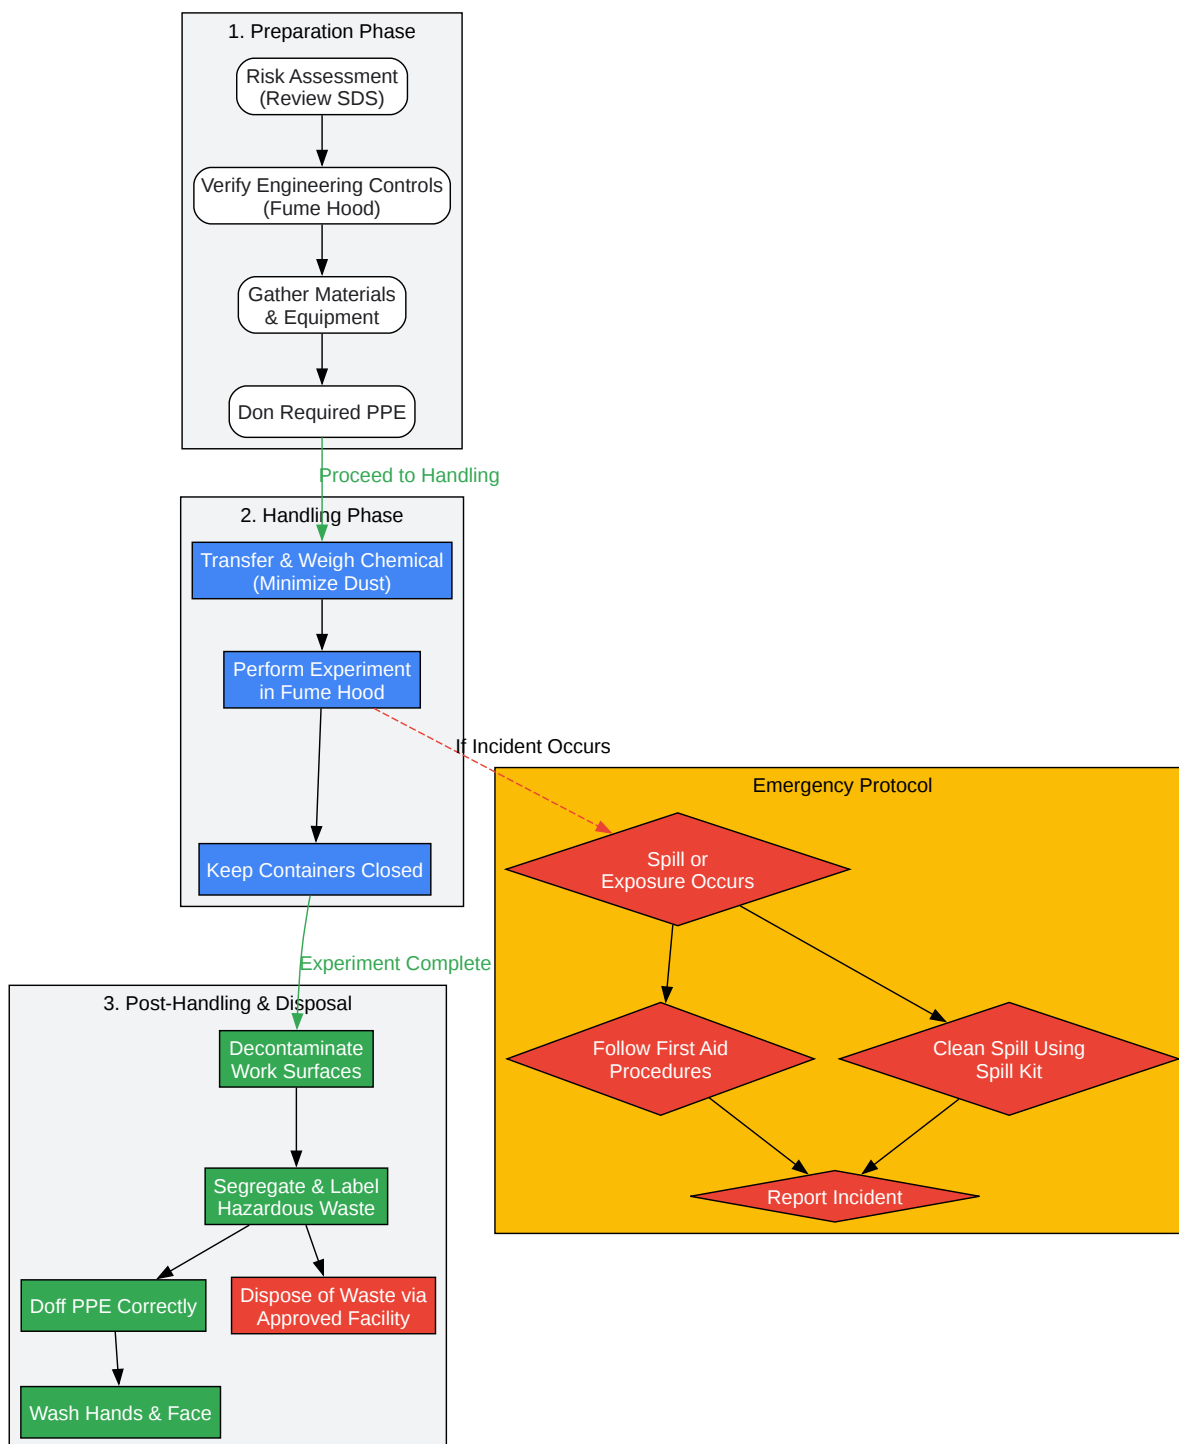 1. Preparation Phase
Risk Assessment
(Review SDS)
Verify Engineering Controls
(Fume Hood)
Gather Materials
& Equipment
Don Required PPE
Proceed to Handling
2. Handling Phase
Transfer & Weigh Chemical
(Minimize Dust)
Perform Experiment
in Fume Hood
If Incident Occurs
Keep Containers Closed
Emergency Protocol
Spill or
Exposure Occurs
Follow First Aid
Procedures
Clean Spill Using
Spill Kit
Report Incident
Experiment Complete
3. Post-Handling & Disposal
Decontaminate
Work Surfaces
Segregate & Label
Hazardous Waste
Doff PPE Correctly
Dispose of Waste via
Approved Facility
Wash Hands & Face